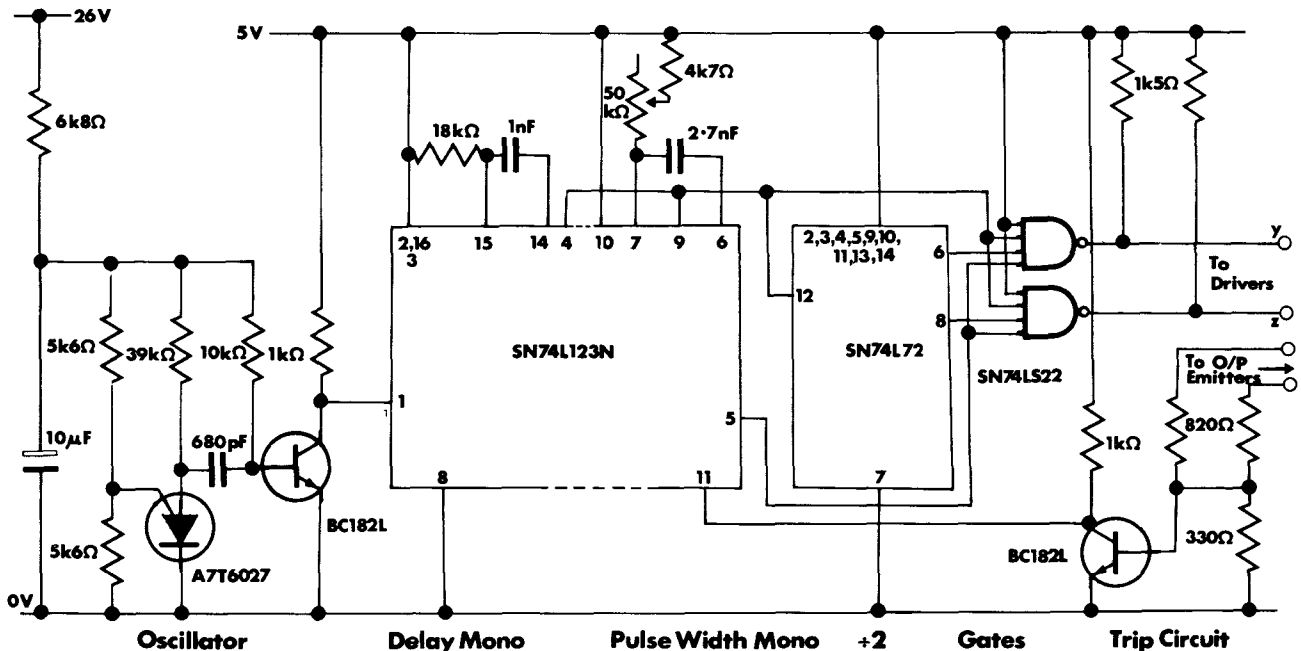 26V
5V
6k8Ω
4k7Ω
50
kΩ
1k5Ω
18kΩ
1nF
2·7nF
2,16
3
15
14
4
10
7
9
6
2,3,4,5,9,10,
11,13,14
6
y
To
Drivers
12
8
z
5k6Ω
39kΩ
10kΩ
1kΩ
SN74L123N
SN74L72
SN74LS22
To O/P
Emitters
1
5
10μF
680pF
1kΩ
820Ω
8
11
7
BC182L
5k6Ω
A7T6027
BC182L
330Ω
0V
Oscillator
Delay Mono
Pulse Width Mono
÷2
Gates
Trip Circuit